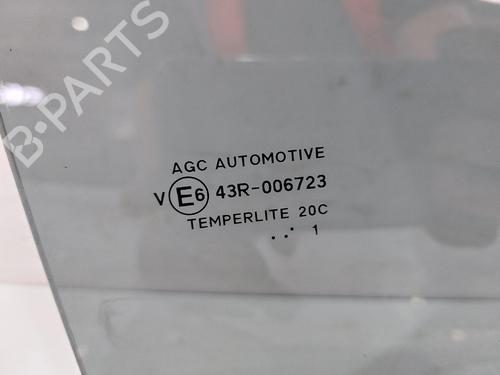 B-PARTS
AGC AUTOMOTIVE
V E6 43R-006723
TEMPERLITE 20C
. .· 1